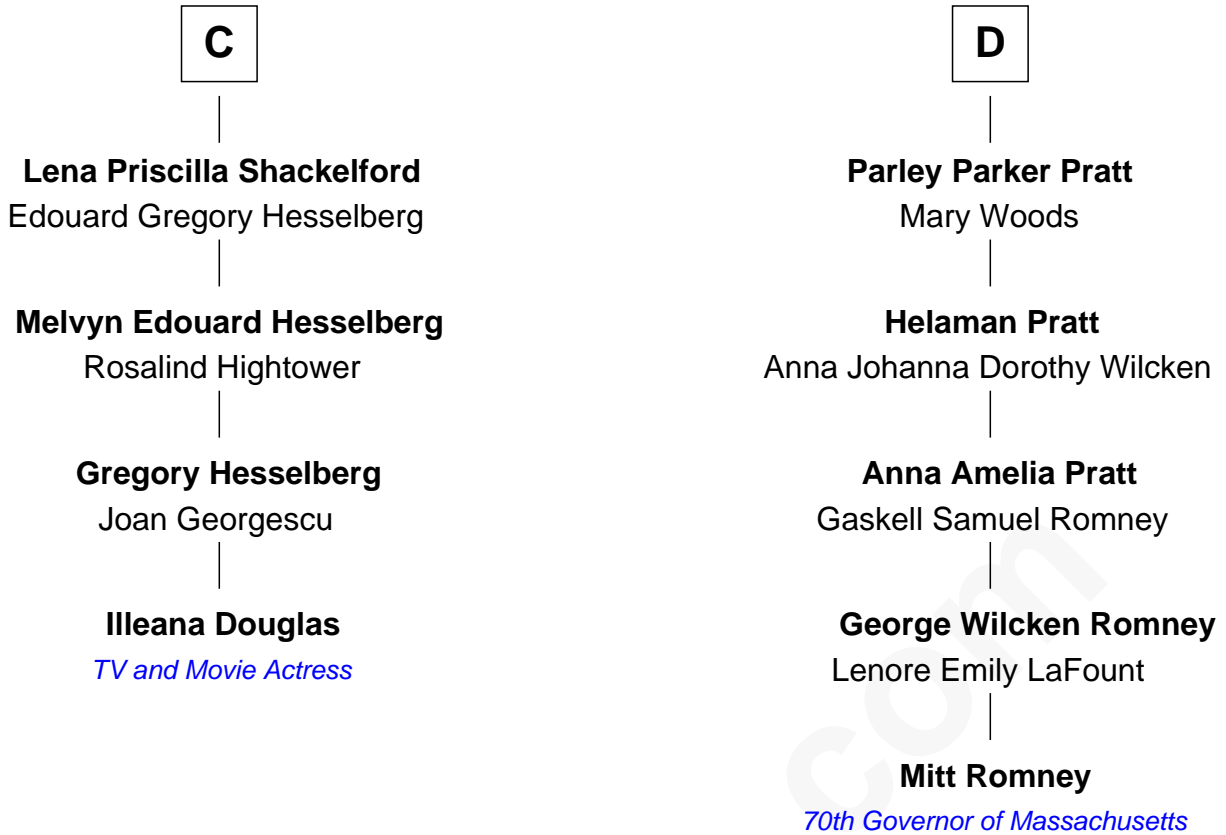 C
Lena Priscilla Shackelford
Edouard Gregory Hesselberg
Melvyn Edouard Hesselberg
Rosalind Hightower
Gregory Hesselberg
Joan Georgescu
Illeana Douglas
TV and Movie Actress
D
Parley Parker Pratt
Mary Woods
Helaman Pratt
Anna Johanna Dorothy Wilcken
Anna Amelia Pratt
Gaskell Samuel Romney
George Wilcken Romney
Lenore Emily LaFount
Mitt Romney
70th Governor of Massachusetts
com